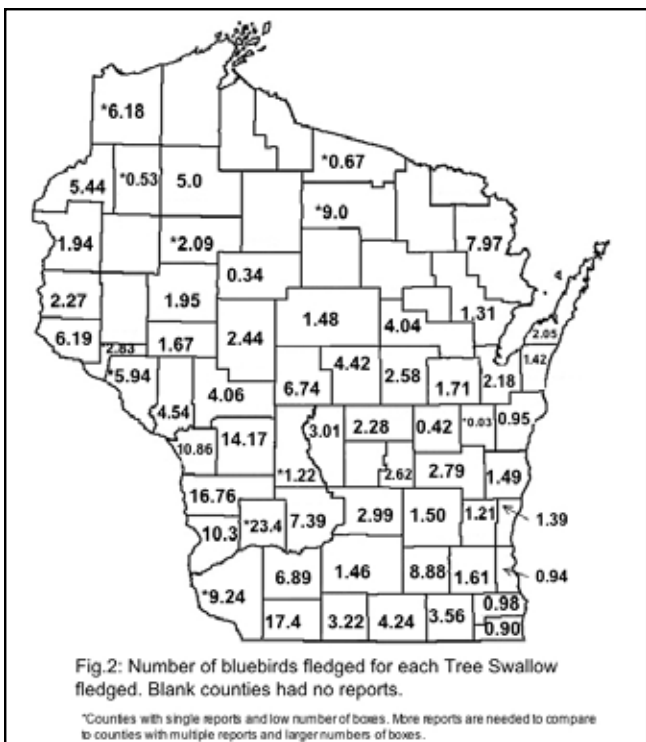 *6.18
*0.67
5.44 *0.53 5.0
*9.0
1.94 *2.09 7.97
0.34
2.27 1.95 1.48 4.04 1.31
6.19 *2.83 1.67 2.44 2.05
*5.94 4.42 2.58 1.71 2.18 1.42
4.54 4.06 6.74
10.86 14.17 3.01 2.28 0.42 *0.03 0.95
*1.22 2.62 2.79 1.49
16.76
10.3 *23.4 7.39 2.99 1.50 1.21 1.39
*9.24 6.89 1.46 8.88 1.61 0.94
17.4 3.22 4.24 3.56 0.98
0.90
Fig.2: Number of bluebirds fledged for each Tree Swallow
fledged. Blank counties had no reports.
*Counties with single reports and low number of boxes. More reports are needed to compare
to counties with multiple reports and larger numbers of boxes.